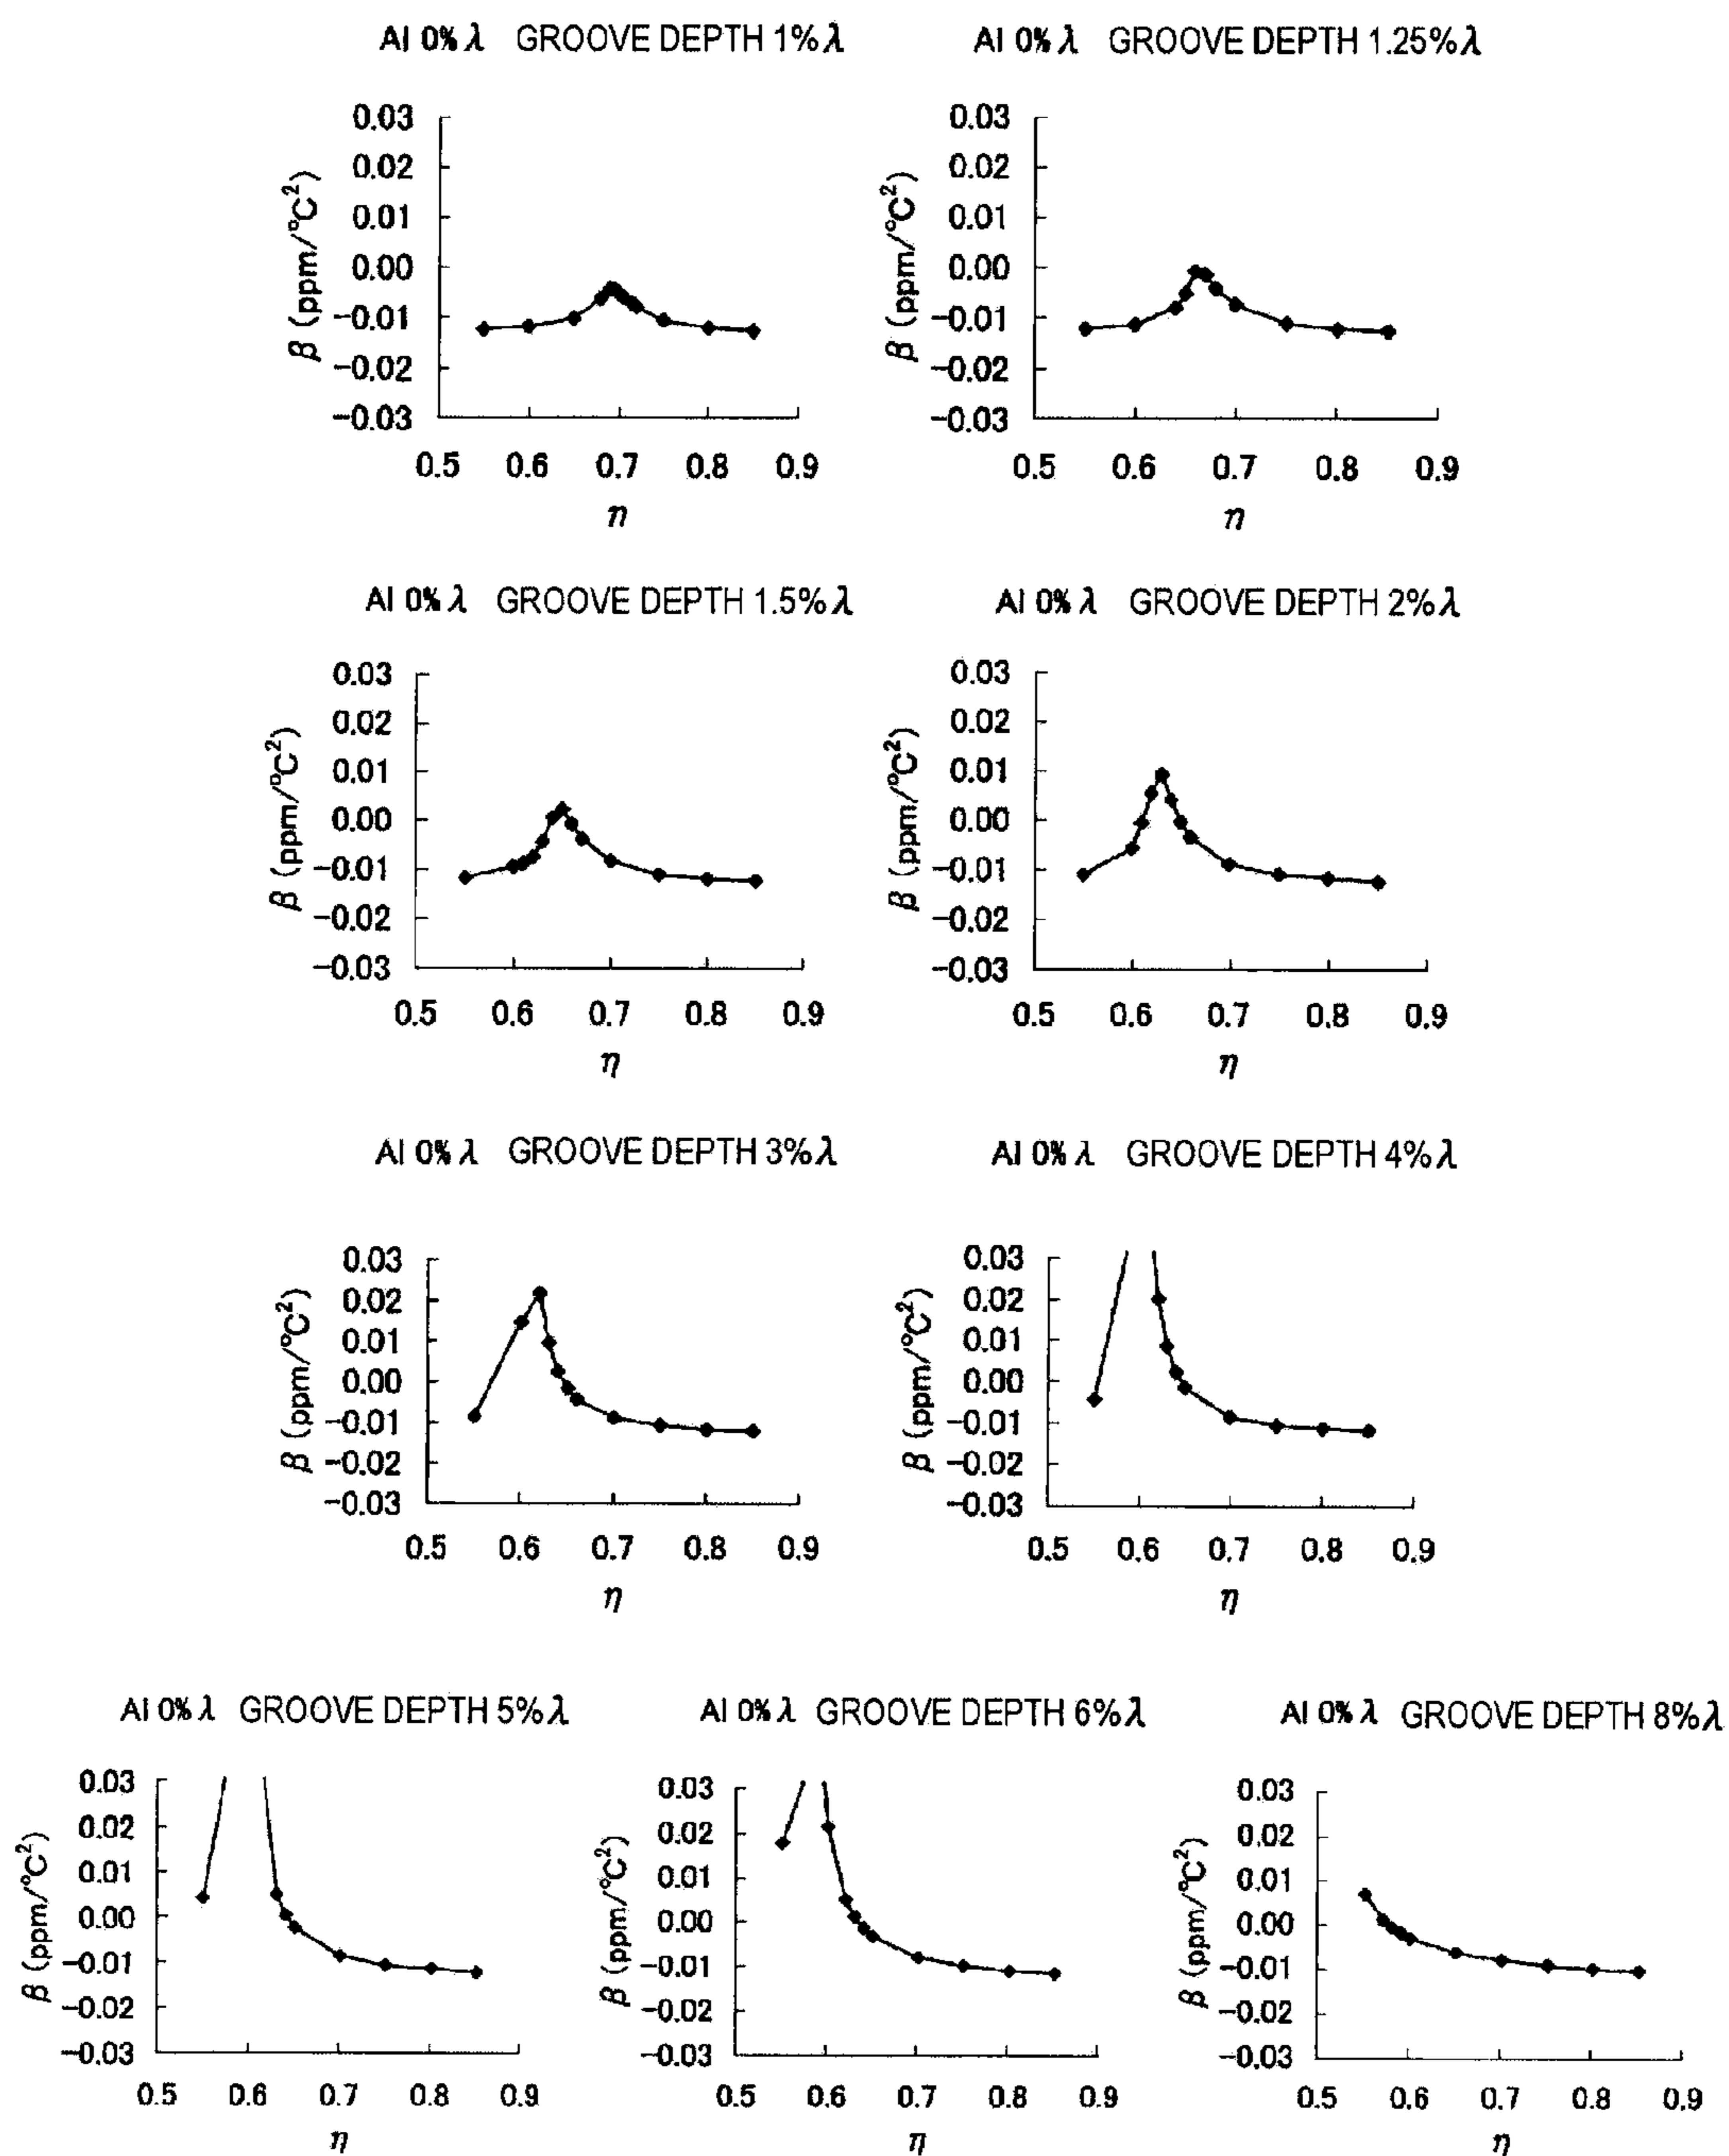 Al 0%λ GROOVE DEPTH 1%λ
0.03
0.02
0.01
0.00
−0.01
−0.02
−0.03
β (ppm/°C²)
0.5 0.6 0.7 0.8 0.9
η
Al 0%λ GROOVE DEPTH 1.25%λ
0.03
0.02
0.01
0.00
−0.01
−0.02
−0.03
β (ppm/°C²)
0.5 0.6 0.7 0.8 0.9
η
Al 0%λ GROOVE DEPTH 1.5%λ
0.03
0.02
0.01
0.00
−0.01
−0.02
−0.03
β (ppm/°C²)
0.5 0.6 0.7 0.8 0.9
η
Al 0%λ GROOVE DEPTH 2%λ
0.03
0.02
0.01
0.00
−0.01
−0.02
−0.03
β (ppm/°C²)
0.5 0.6 0.7 0.8 0.9
η
Al 0%λ GROOVE DEPTH 3%λ
0.03
0.02
0.01
0.00
−0.01
−0.02
−0.03
β (ppm/°C²)
0.5 0.6 0.7 0.8 0.9
η
Al 0%λ GROOVE DEPTH 4%λ
0.03
0.02
0.01
0.00
−0.01
−0.02
−0.03
β (ppm/°C²)
0.5 0.6 0.7 0.8 0.9
η
Al 0%λ GROOVE DEPTH 5%λ
0.03
0.02
0.01
0.00
−0.01
−0.02
−0.03
β (ppm/°C²)
0.5 0.6 0.7 0.8 0.9
η
Al 0%λ GROOVE DEPTH 6%λ
0.03
0.02
0.01
0.00
−0.01
−0.02
−0.03
β (ppm/°C²)
0.5 0.6 0.7 0.8 0.9
η
Al 0%λ GROOVE DEPTH 8%λ
0.03
0.02
0.01
0.00
−0.01
−0.02
−0.03
β (ppm/°C²)
0.5 0.6 0.7 0.8 0.9
η